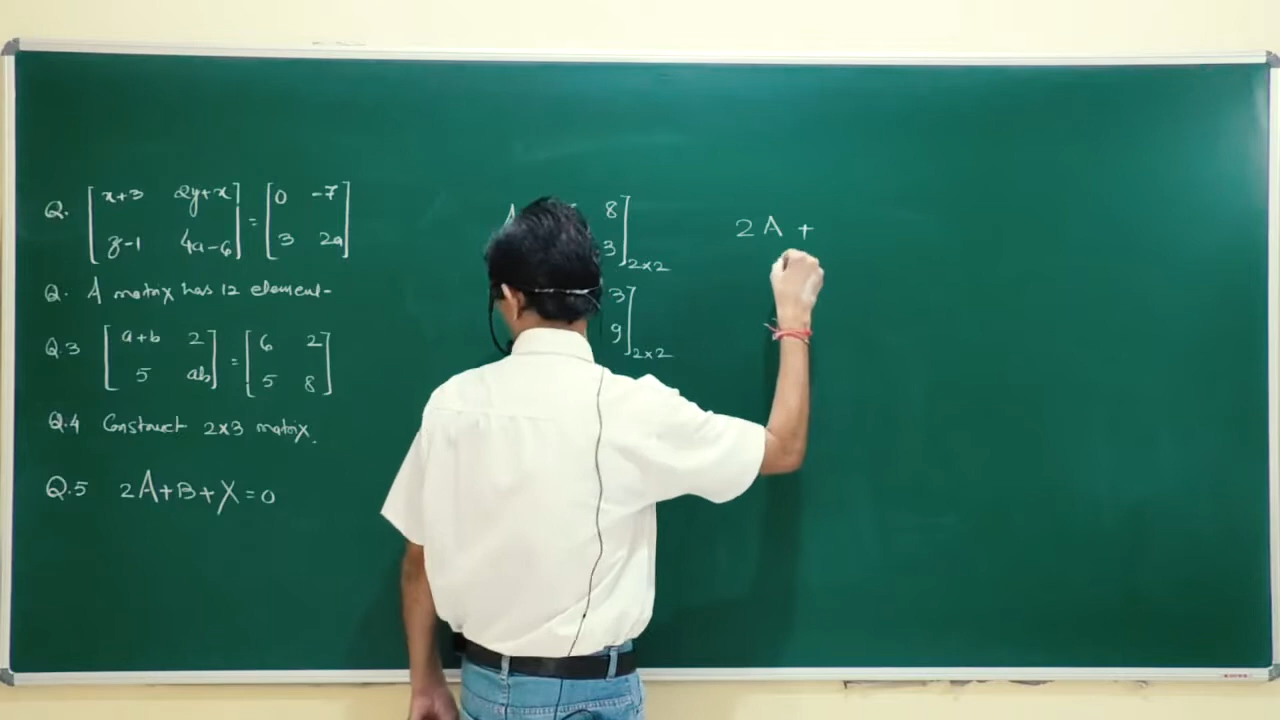 Q. [x+3 2y+x] = [0 -7]
[z-1 4a-6] [3 2a]
Q. A matrix has 12 element-
Q.3 [a+b 2] = [6 2]
[5 ab] [5 8]
Q.4 Construct 2x3 matrix.
Q.5 2A+B+X=0
A 8]
3] 2x2
3]
9] 2x2
2A +